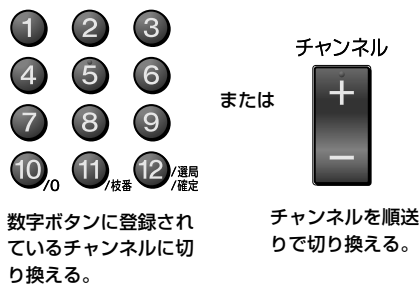 1 2 3
4 5 6
7 8 9
10/0 11/枝番 12/選局/確定
数字ボタンに登録され
ているチャンネルに切
り換える。
または
チャンネル
+
−
チャンネルを順送
りで切り換える。